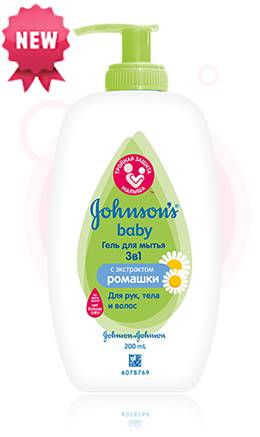 NEW
ТРОЙНАЯ ЗАЩИТА
МАЛЫША
Johnson's
baby
Гель для мытья
3в1
с экстрактом
ромашки
Для рук, тела
и волос
Johnson & Johnson
200 mL
6078769